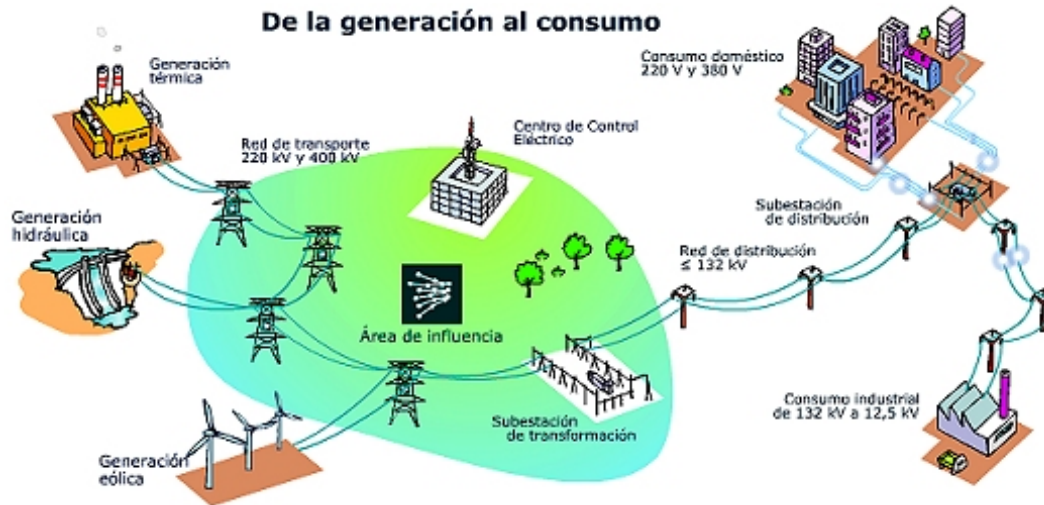 De la generación al consumo
Generación
térmica
Consumo doméstico
220 V y 380 V
Centro de Control
Eléctrico
Red de transporte
220 kV y 400 kV
Generación
hidráulica
Subestación
de distribución
Red de distribución
≤ 132 kV
Área de influencia
Consumo industrial
de 132 kV a 12,5 kV
Subestación
de transformación
Generación
eólica